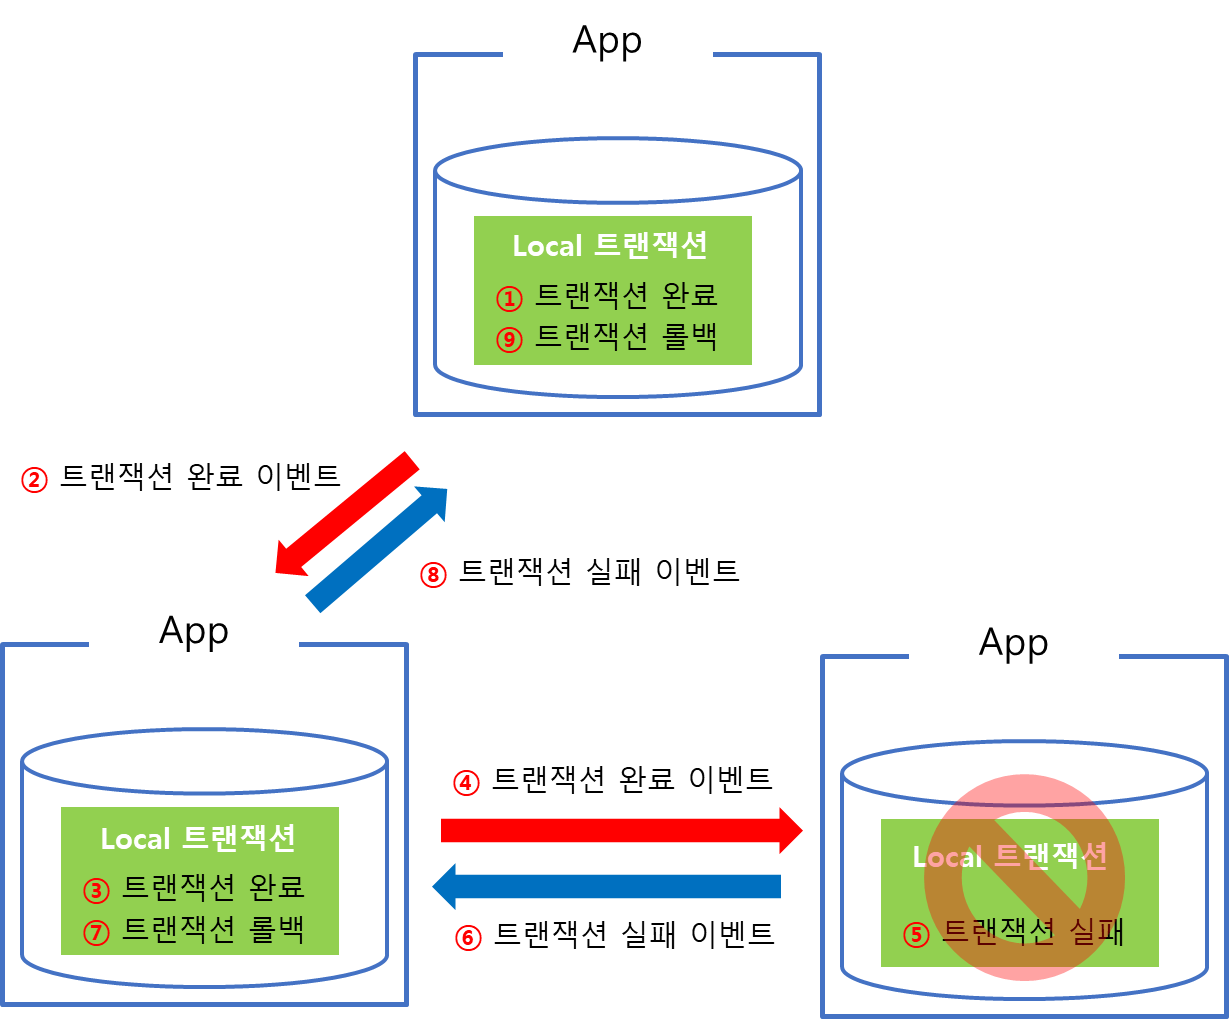 App
Local 트랜잭션
① 트랜잭션 완료
⑨ 트랜잭션 롤백
② 트랜잭션 완료 이벤트
⑧ 트랜잭션 실패 이벤트
App
Local 트랜잭션
③ 트랜잭션 완료
⑦ 트랜잭션 롤백
④ 트랜잭션 완료 이벤트
⑥ 트랜잭션 실패 이벤트
App
Local 트랜잭션
⑤ 트랜잭션 실패